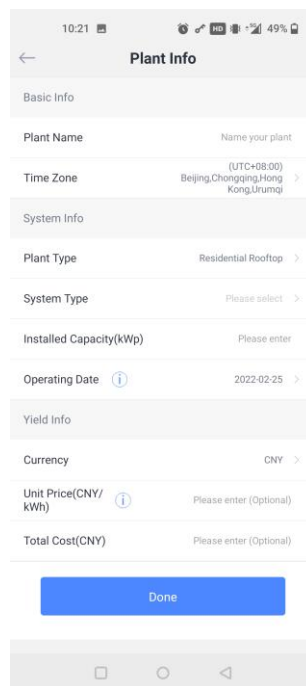 10:21 HD 5G 49%
Plant Info
Basic Info
Plant Name Name your plant
Time Zone (UTC+08:00)
Beijing,Chongqing,Hong
Kong,Urumqi
System Info
Plant Type Residential Rooftop
System Type Please select
Installed Capacity(kWp) Please enter
Operating Date i 2022-02-25
Yield Info
Currency CNY
Unit Price(CNY/
kWh) i Please enter (Optional)
Total Cost(CNY) Please enter (Optional)
Done